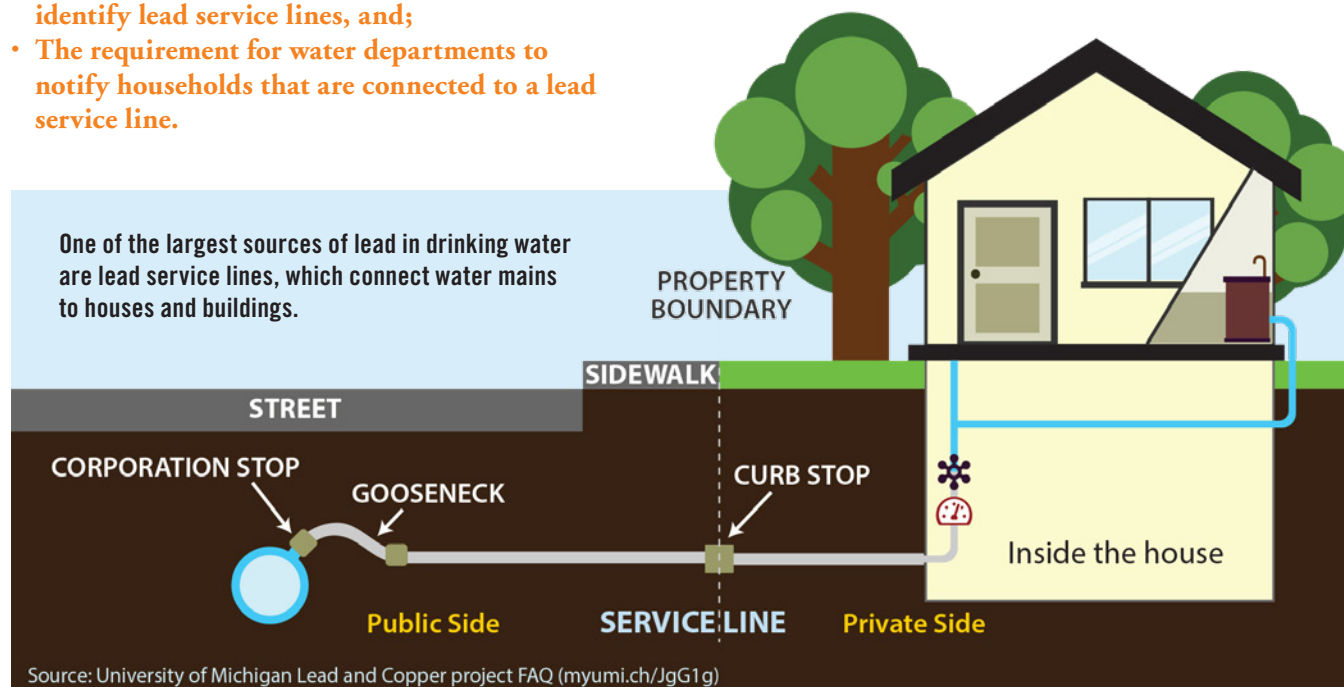 identify lead service lines, and;
• The requirement for water departments to
notify households that are connected to a lead
service line.
One of the largest sources of lead in drinking water
are lead service lines, which connect water mains
to houses and buildings.
PROPERTY
BOUNDARY
SIDEWALK
STREET
CORPORATION STOP
GOOSENECK
CURB STOP
Inside the house
Public Side
SERVICE LINE
Private Side
Source: University of Michigan Lead and Copper project FAQ (myumi.ch/JgG1g)